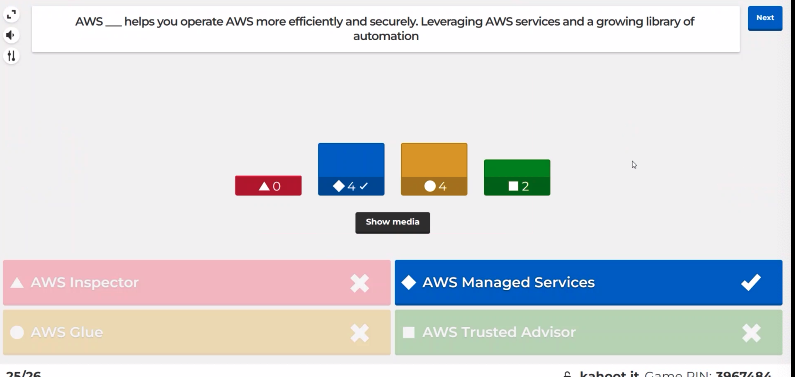 AWS ___ helps you operate AWS more efficiently and securely. Leveraging AWS services and a growing library of
automation
Next
0
4
4
2
Show media
AWS Inspector
AWS Managed Services
AWS Glue
AWS Trusted Advisor
25/26
kahoot.it Game PIN: 3967484